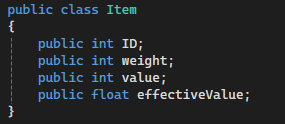 public class Item
{
    public int ID;
    public int weight;
    public int value;
    public float effectiveValue;
}